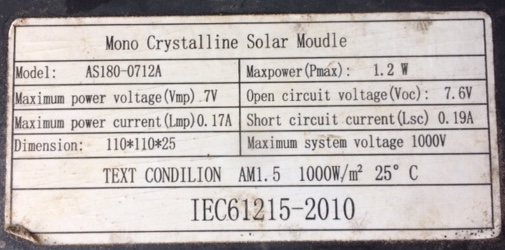 Mono Crystalline Solar Moudle
Model: AS180-0712A Maxpower(Pmax): 1.2 W
Maximum power voltage(Vmp) 7V Open circuit voltage(Voc): 7.6V
Maximum power current(Lmp) 0.17A Short circuit current(Lsc) 0.19A
Dimension: 110*110*25 Maximum system voltage 1000V
TEXT CONDILION AM1.5 1000W/m² 25° C
IEC61215-2010